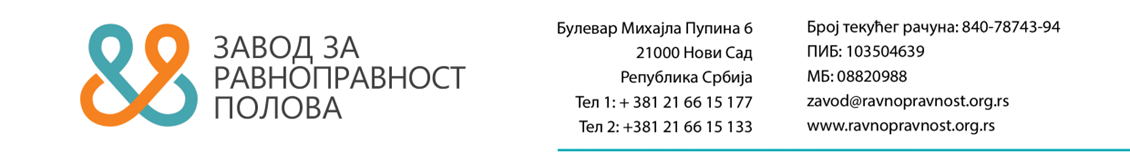 ЗАВОД ЗА
РАВНОПРАВНОСТ
ПОЛОВА
Булевар Михајла Пупина 6
21000 Нови Сад
Република Србија
Тел 1: + 381 21 66 15 177
Тел 2: +381 21 66 15 133
Број текућег рачуна: 840-78743-94
ПИБ: 103504639
МБ: 08820988
zavod@ravnopravnost.org.rs
www.ravnopravnost.org.rs